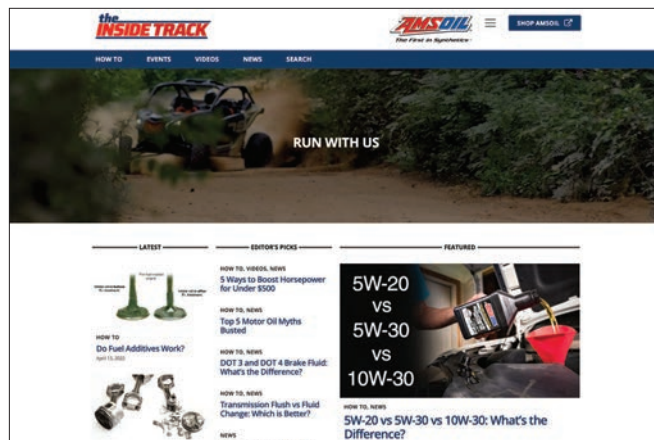 the
INSIDE TRACK
AMSOIL
The First in Synthetics
SHOP AMSOIL
HOW TO EVENTS VIDEOS NEWS SEARCH
RUN WITH US
LATEST
HOW TO
Do Fuel Additives Work?
April 13, 2022
EDITOR'S PICKS
HOW TO, VIDEOS, NEWS
5 Ways to Boost Horsepower
for Under $500
HOW TO, NEWS
Top 5 Motor Oil Myths
Busted
HOW TO, NEWS
DOT 3 and DOT 4 Brake Fluid:
What's the Difference?
HOW TO, NEWS
Transmission Flush vs Fluid
Change: Which is Better?
NEWS
FEATURED
5W-20
vs
5W-30
vs
10W-30
HOW TO, NEWS
5W-20 vs 5W-30 vs 10W-30: What's the
Difference?